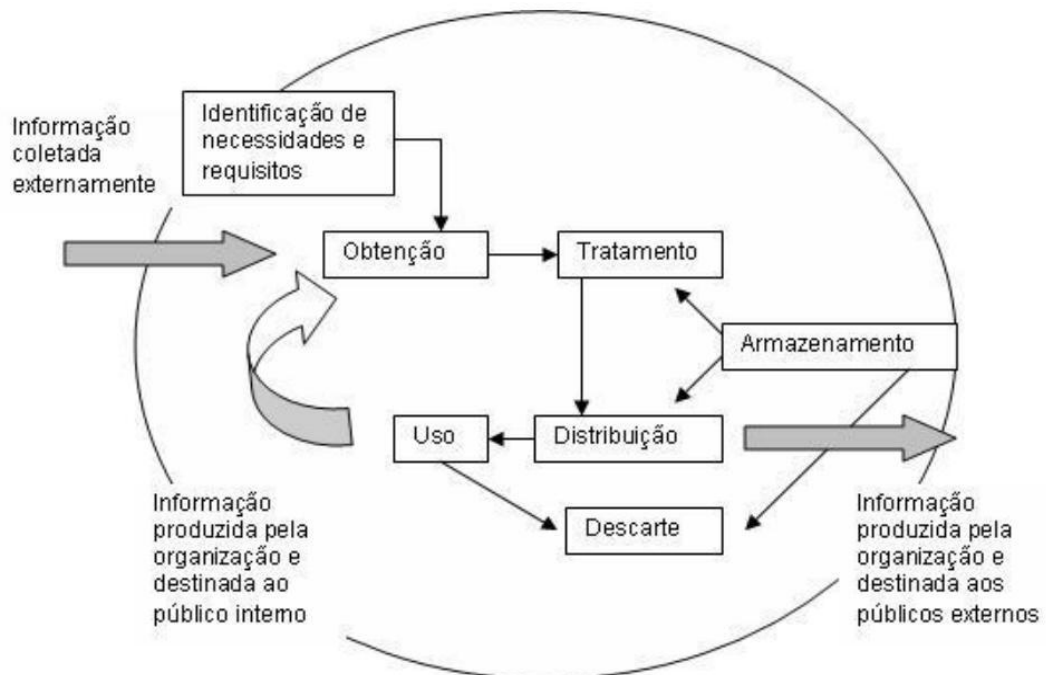 Informação
coletada
externamente
Identificação de
necessidades e
requisitos
Obtenção
Tratamento
Armazenamento
Uso
Distribuição
Descarte
Informação
produzida pela
organização e
destinada ao
público interno
Informação
produzida pela
organização e
destinada aos
públicos externos